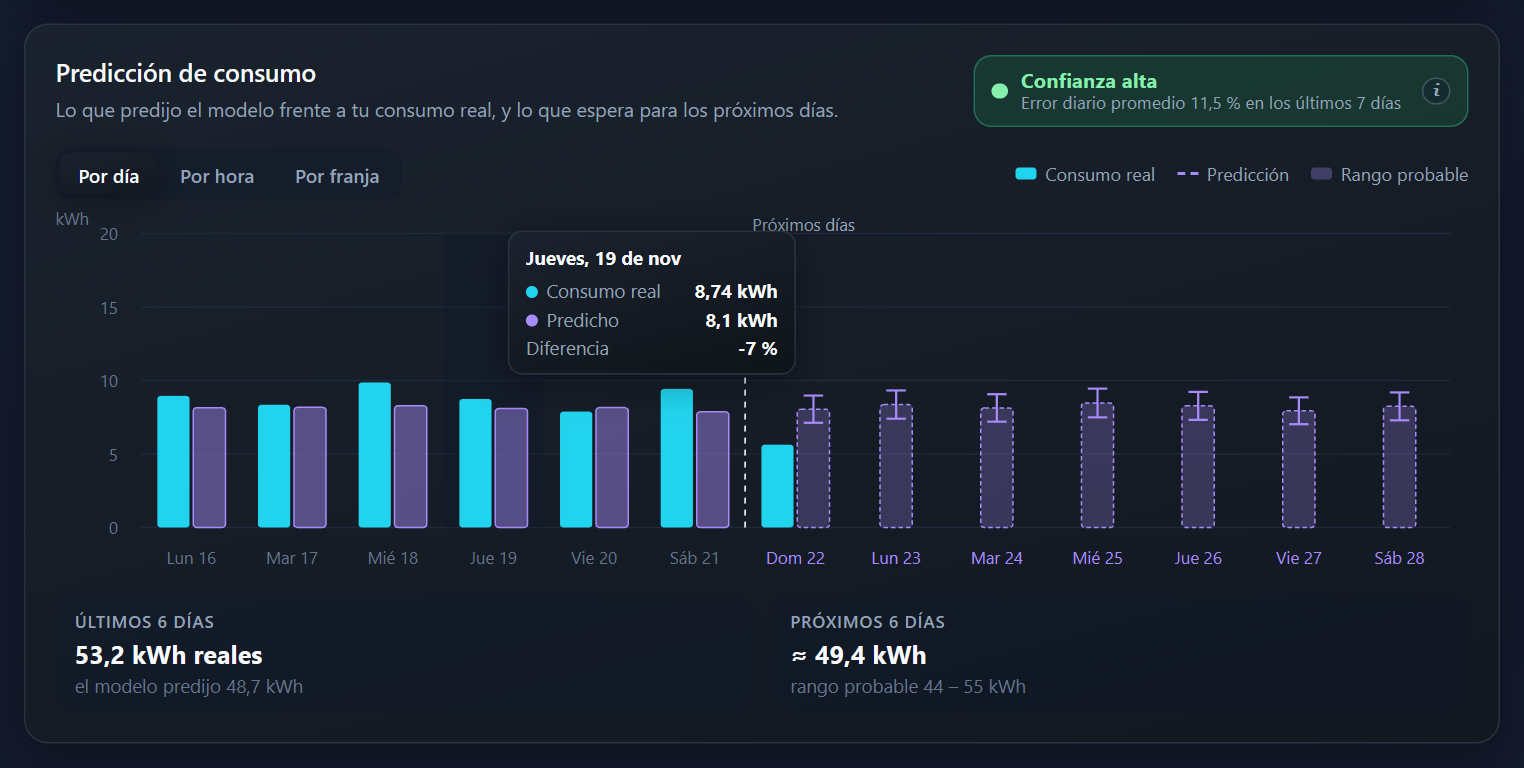 Predicción de consumo
Lo que predijo el modelo frente a tu consumo real, y lo que espera para los próximos días.
Confianza alta
Error diario promedio 11,5 % en los últimos 7 días
i
Por día Por hora Por franja
Consumo real Predicción Rango probable
kWh
Próximos días
20
15
10
5
0
Jueves, 19 de nov
Consumo real 8,74 kWh
Predicho 8,1 kWh
Diferencia -7 %
Lun 16 Mar 17 Mié 18 Jue 19 Vie 20 Sáb 21 Dom 22 Lun 23 Mar 24 Mié 25 Jue 26 Vie 27 Sáb 28
ÚLTIMOS 6 DÍAS
53,2 kWh reales
el modelo predijo 48,7 kWh
PRÓXIMOS 6 DÍAS
≈ 49,4 kWh
rango probable 44 – 55 kWh